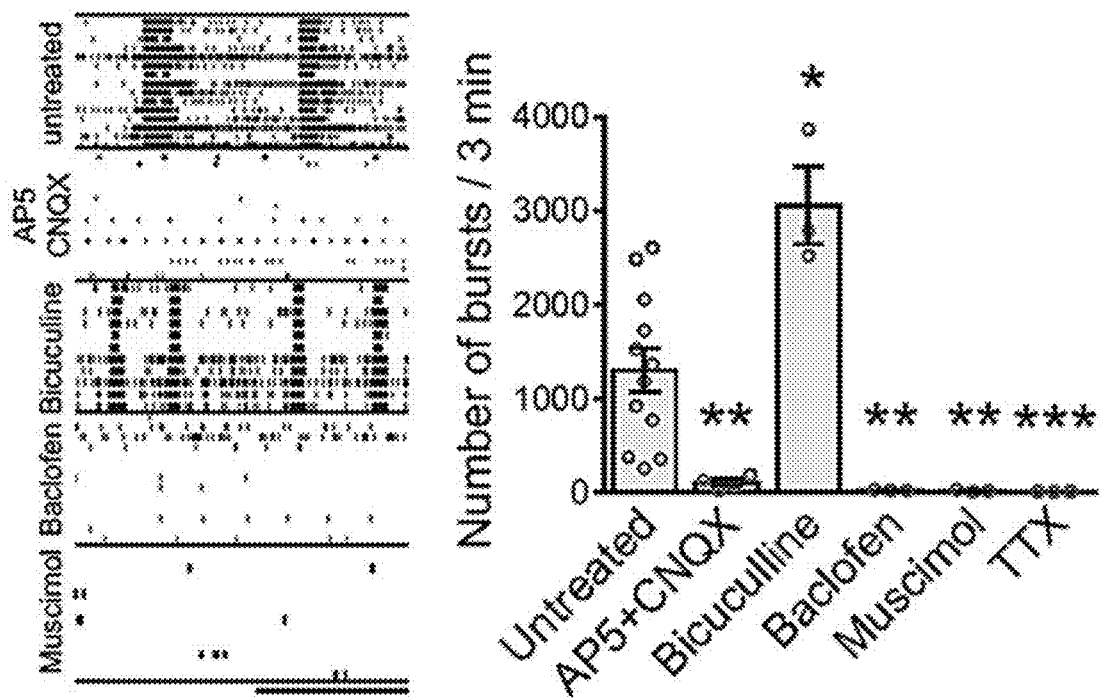 untreated
AP5
CNQX
Bicuculine
Baclofen
Muscimol
Number of bursts / 3 min
4000
3000
2000
1000
0
*
**
**
**
***
Untreated
AP5+CNQX
Bicuculline
Baclofen
Muscimol
TTX